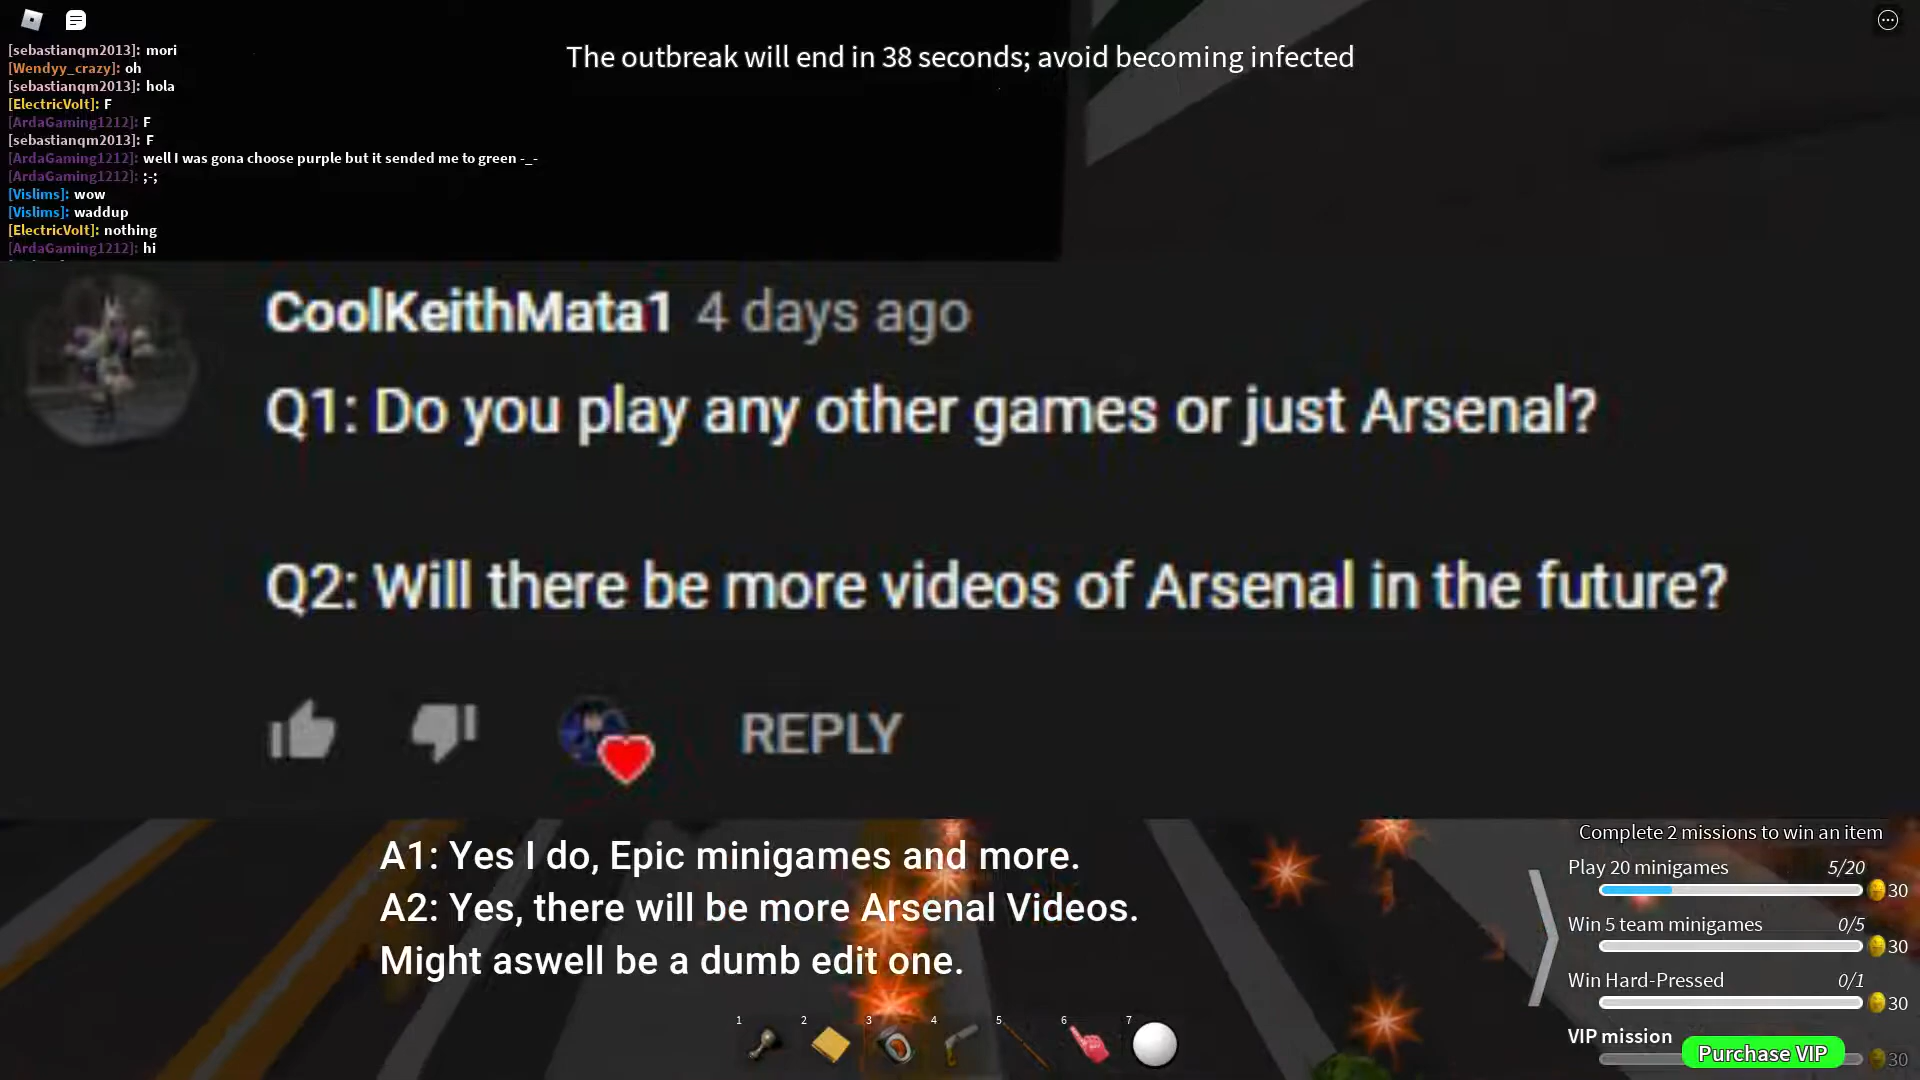 The outbreak will end in 38 seconds; avoid becoming infected
[sebastianqm2013]: mori
[Wendyy_crazy]: oh
[sebastianqm2013]: hola
[ElectricVoIt]: F
[ArdaGaming1212]: F
[sebastianqm2013]: F
[ArdaGaming1212]: well I was gona choose purple but it sended me to green -_-
[ArdaGaming1212]: ;-;
[Vislims]: wow
[Vislims]: waddup
[ElectricVoIt]: nothing
[ArdaGaming1212]: hi
CoolKeithMata1 4 days ago
Q1: Do you play any other games or just Arsenal?
Q2: Will there be more videos of Arsenal in the future?
REPLY
A1: Yes I do, Epic minigames and more.
A2: Yes, there will be more Arsenal Videos.
Might aswell be a dumb edit one.
Complete 2 missions to win an item
Play 20 minigames 5/20
30
Win 5 team minigames 0/5
30
Win Hard-Pressed 0/1
30
VIP mission
Purchase VIP
30
1 2 3 4 5 6 7